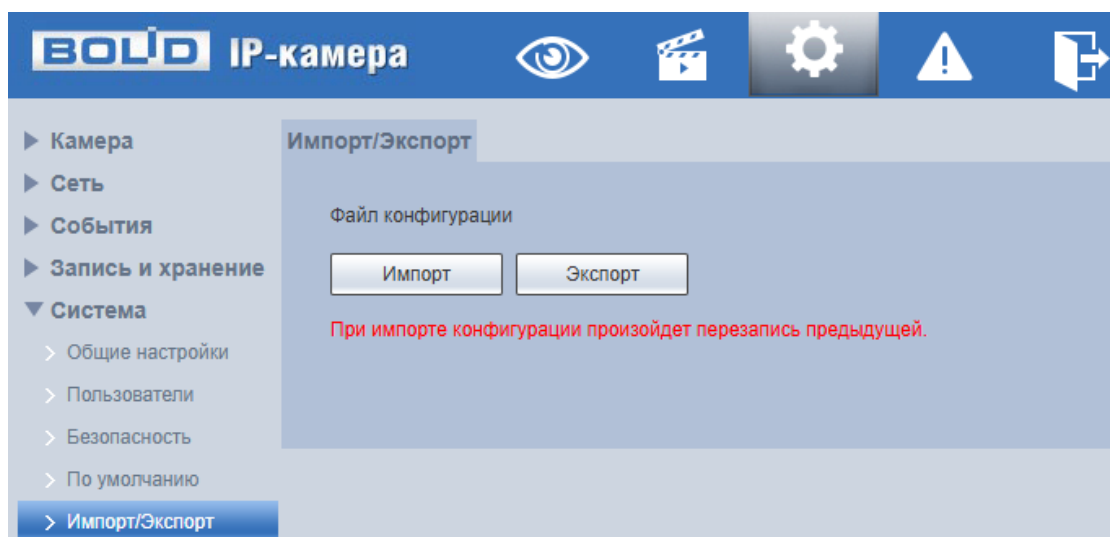 BOLID IP-камера
Камера
Сеть
События
Запись и хранение
Система
Общие настройки
Пользователи
Безопасность
По умолчанию
Импорт/Экспорт
Импорт/Экспорт
Файл конфигурации
Импорт Экспорт
При импорте конфигурации произойдет перезапись предыдущей.